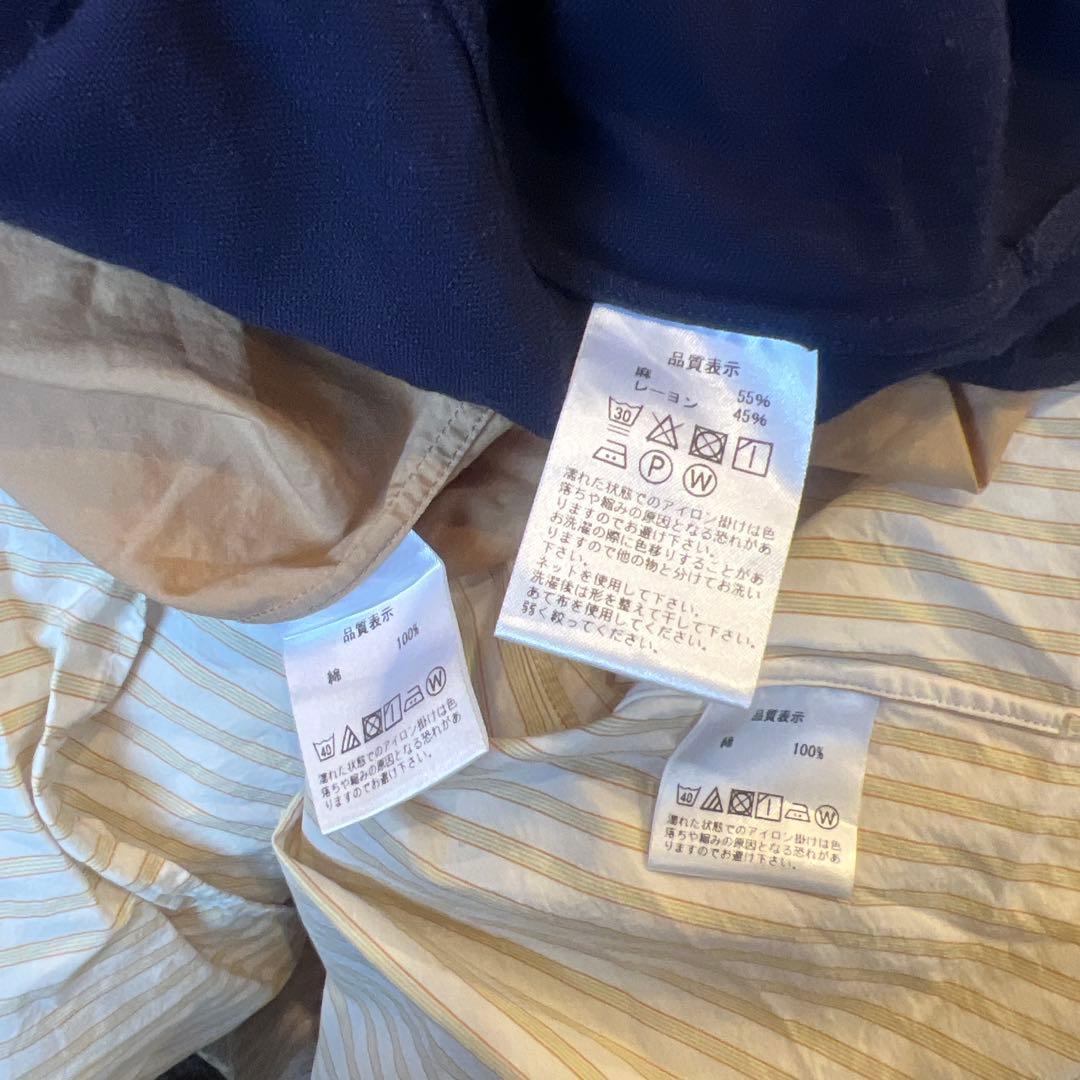 品質表示
麻 55%
レーヨン 45%
30
P W
濡れた状態でのアイロン掛けは色
落ちや縮みの原因となる恐れがあ
りますのでお避け下さい。
お洗濯の際に色移りすることがあ
りますので他の物と分けてお洗い
下さい。
ネットを使用して下さい。
洗濯後は形を整えて干して下さい。
あて布を使用してください。
弱く絞ってください。
品質表示
綿 100%
40 W
濡れた状態でのアイロン掛けは色
落ちや縮みの原因となる恐れがあ
りますのでお避け下さい。
品質表示
綿 100%
40 W
濡れた状態でのアイロン掛けは色
落ちや縮みの原因となる恐れがあ
りますのでお避け下さい。